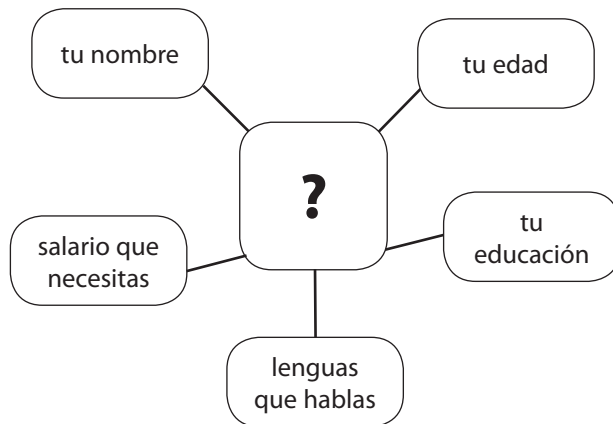 tu nombre
tu edad
?
tu
educación
salario que
necesitas
lenguas
que hablas